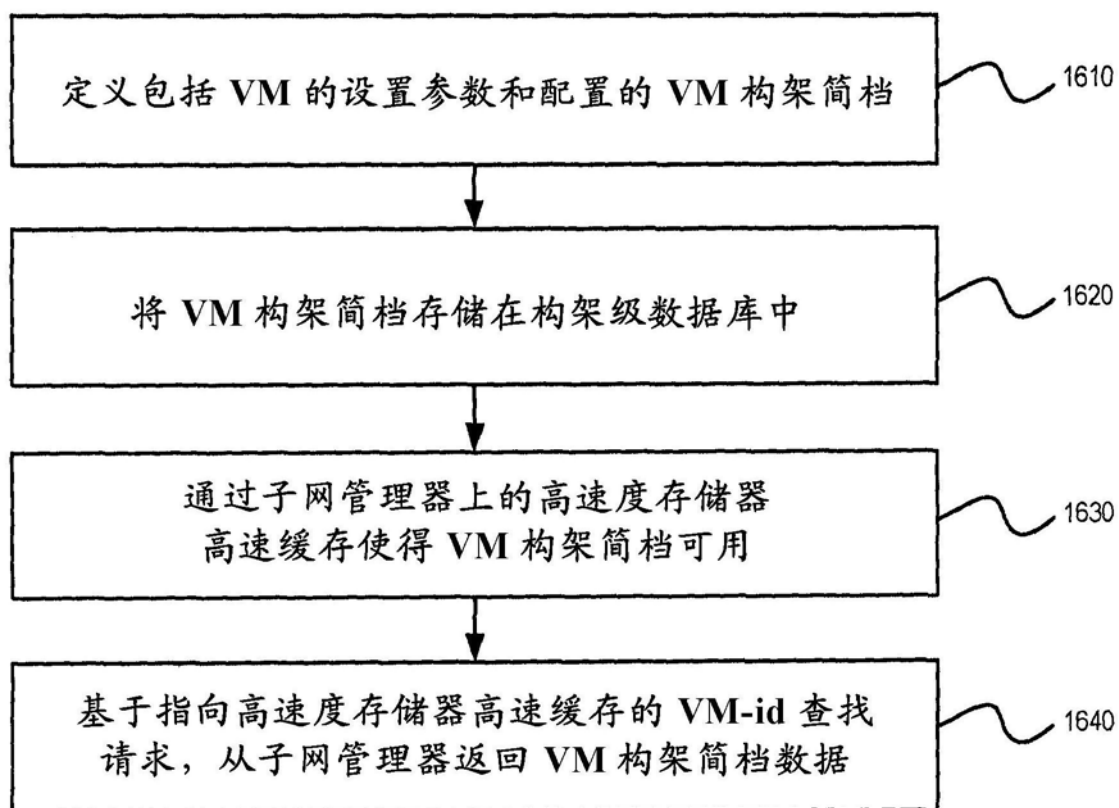 定义包括 VM 的设置参数和配置的 VM 构架简档
1610
将 VM 构架简档存储在构架级数据库中
1620
通过子网管理器上的高速度存储器
高速缓存使得 VM 构架简档可用
1630
基于指向高速度存储器高速缓存的 VM-id 查找
请求，从子网管理器返回 VM 构架简档数据
1640